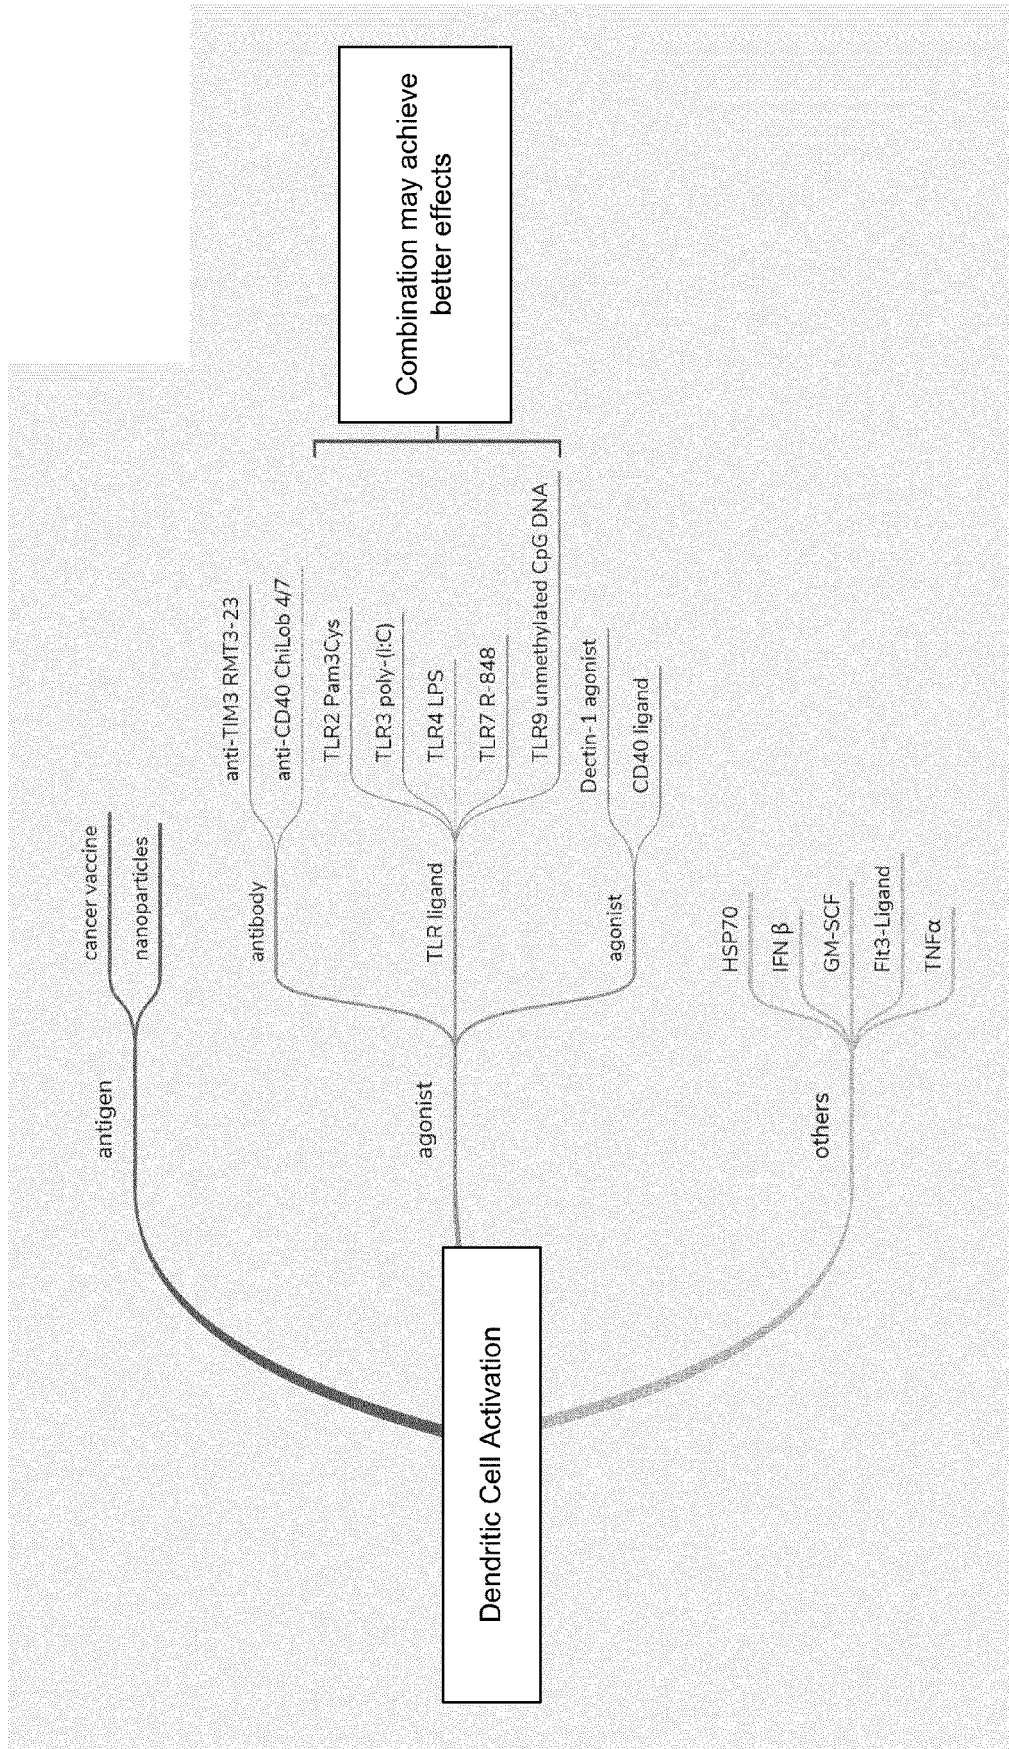 Dendritic Cell Activation
antigen
cancer vaccine
nanoparticles
agonist
antibody
anti-TIM3 RMT3-23
anti-CD40 ChiLob 4/7
TLR ligand
TLR2 Pam3Cys
TLR3 poly-(I:C)
TLR4 LPS
TLR7 R-848
TLR9 unmethylated CpG DNA
agonist
Dectin-1 agonist
CD40 ligand
others
HSP70
IFN β
GM-SCF
Flt3-Ligand
TNFα
Combination may achieve
better effects